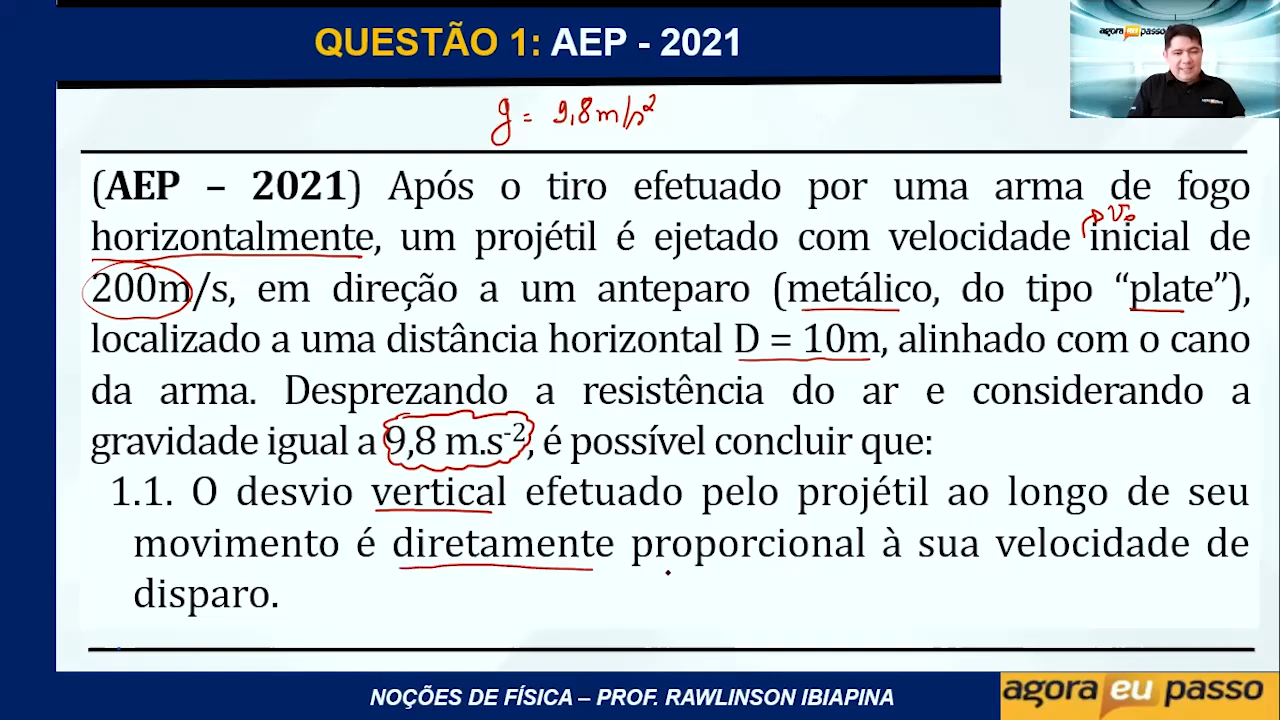 QUESTÃO 1: AEP - 2021
agora eu passo
g = 9,8 m/s²
(AEP – 2021) Após o tiro efetuado por uma arma de fogo
V₀
horizontalmente, um projétil é ejetado com velocidade inicial de
200m/s, em direção a um anteparo (metálico, do tipo “plate”),
localizado a uma distância horizontal D = 10m, alinhado com o cano
da arma. Desprezando a resistência do ar e considerando a
gravidade igual a 9,8 m.s⁻², é possível concluir que:
1.1. O desvio vertical efetuado pelo projétil ao longo de seu
movimento é diretamente proporcional à sua velocidade de
disparo.
NOÇÕES DE FÍSICA – PROF. RAWLINSON IBIAPINA
agora eu passo